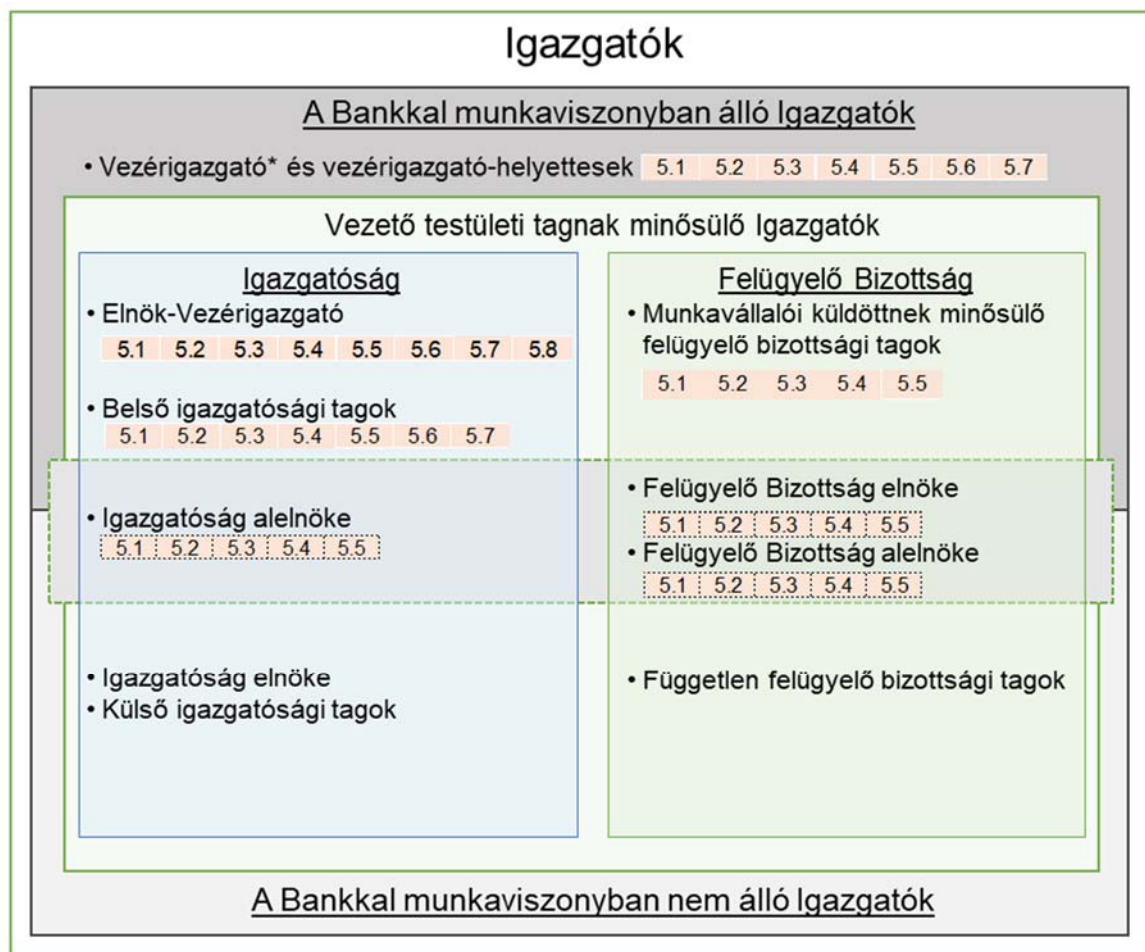 Igazgatók
A Bankkal munkaviszonyban álló Igazgatók
• Vezérigazgató* és vezérigazgató-helyettesek 5.1 5.2 5.3 5.4 5.5 5.6 5.7
Vezető testületi tagnak minősülő Igazgatók
Igazgatóság
• Elnök-Vezérigazgató
5.1 5.2 5.3 5.4 5.5 5.6 5.7 5.8
• Belső igazgatósági tagok
5.1 5.2 5.3 5.4 5.5 5.6 5.7
• Igazgatóság alelnöke
5.1 5.2 5.3 5.4 5.5
• Igazgatóság elnöke
• Külső igazgatósági tagok
Felügyelő Bizottság
• Munkavállalói küldöttnek minősülő
felügyelő bizottsági tagok
5.1 5.2 5.3 5.4 5.5
• Felügyelő Bizottság elnöke
5.1 5.2 5.3 5.4 5.5
• Felügyelő Bizottság alelnöke
5.1 5.2 5.3 5.4 5.5
• Független felügyelő bizottsági tagok
A Bankkal munkaviszonyban nem álló Igazgatók